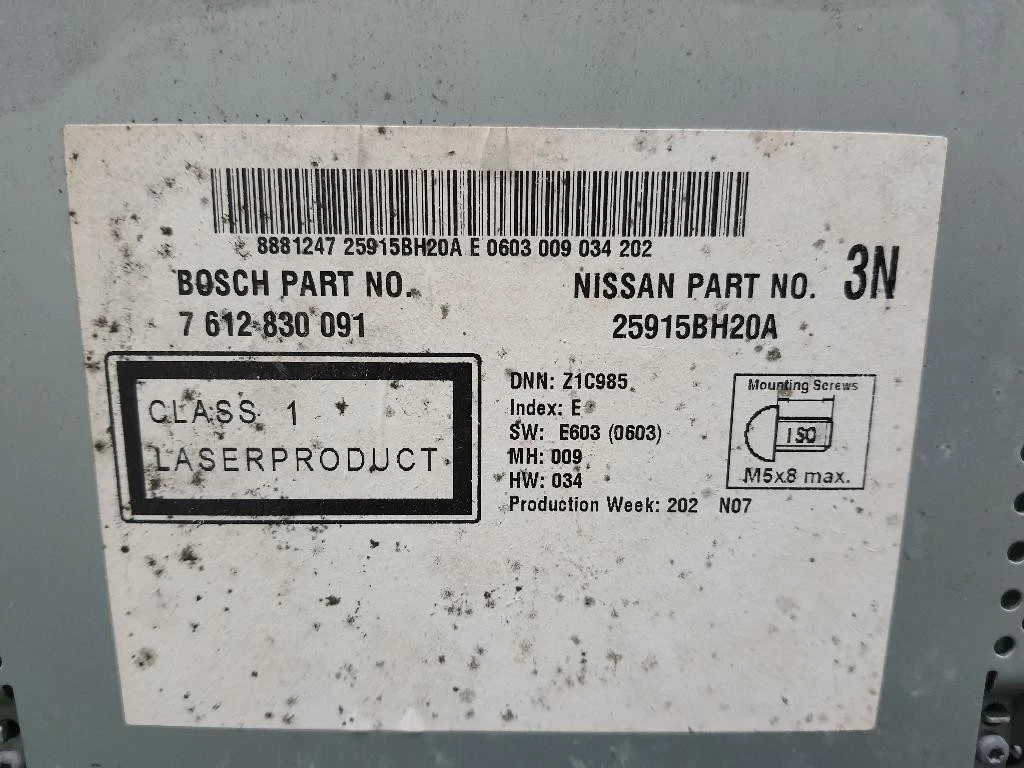 8881247 25915BH20A E 0603 009 034 202
BOSCH PART NO.
7 612 830 091
NISSAN PART NO. 3N
25915BH20A
CLASS 1
LASERPRODUCT
DNN: Z1C985
Index: E
SW: E603 (0603)
MH: 009
HW: 034
Production Week: 202 N07
Mounting Screws
ISO
M5x8 max.